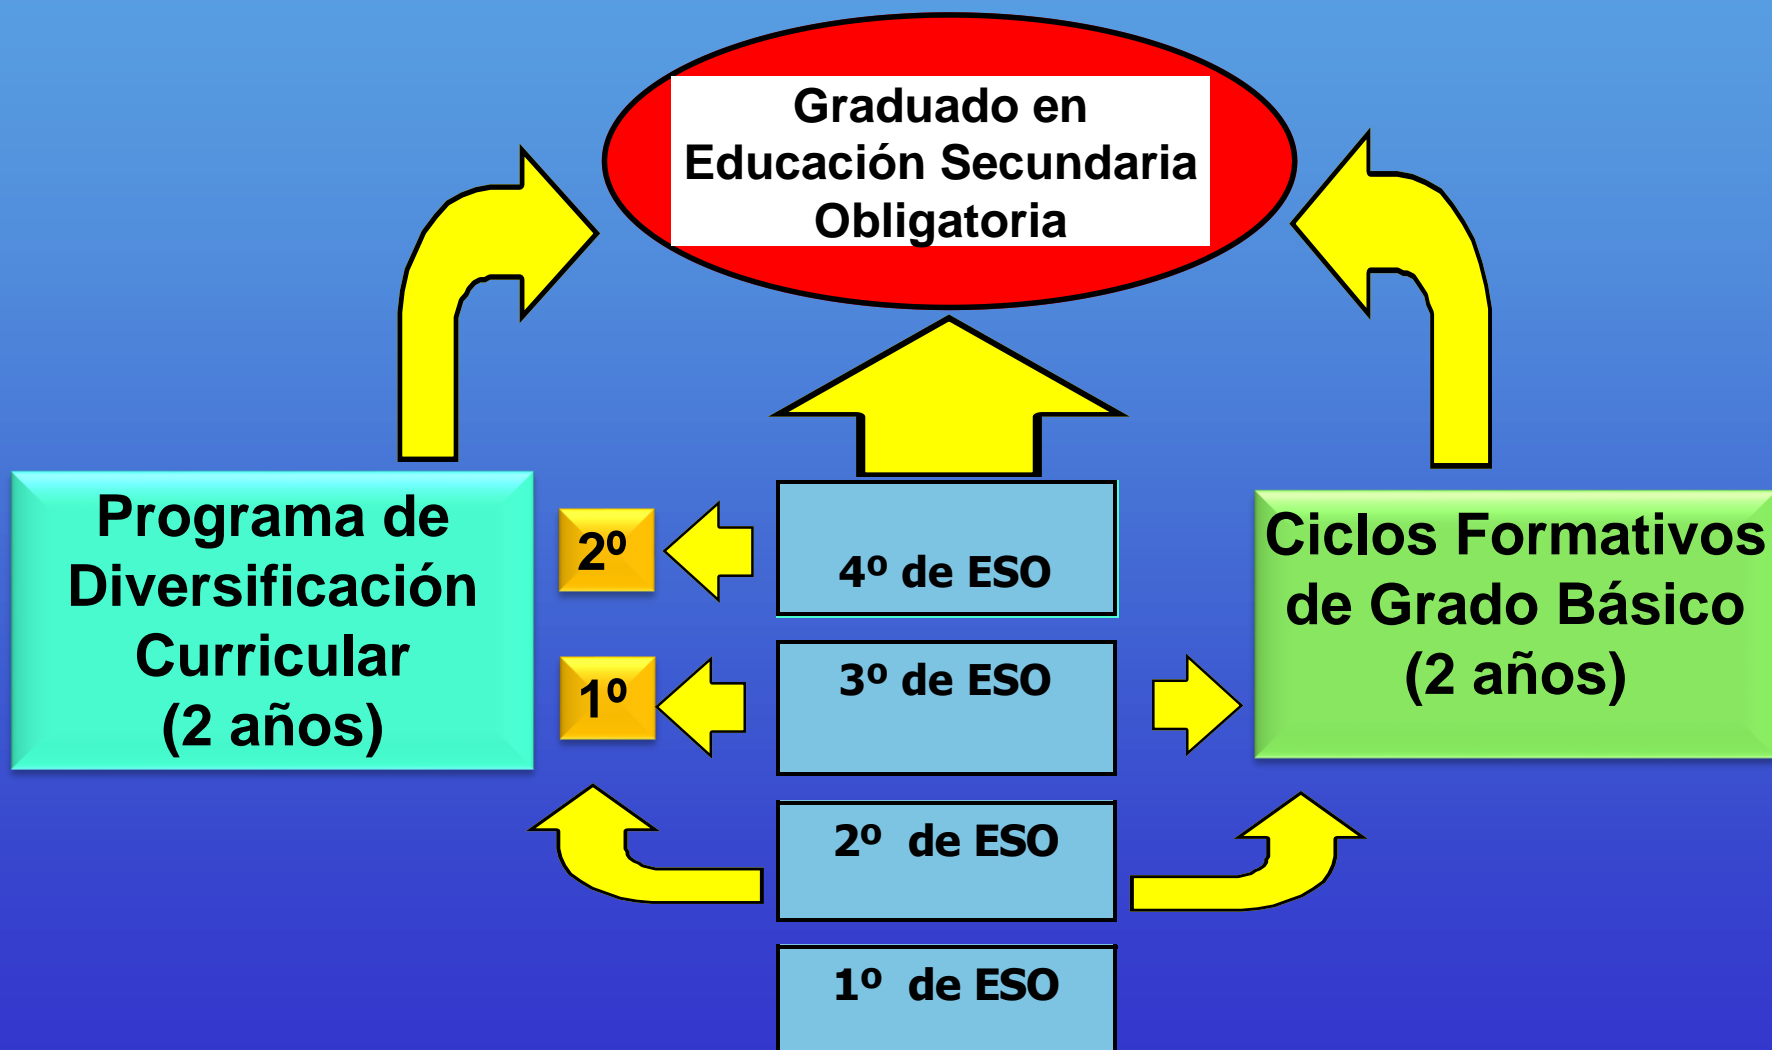 Graduado en
Educación Secundaria
Obligatoria
Programa de
Diversificación
Curricular
(2 años)
2º
1º
4º de ESO
3º de ESO
2º de ESO
1º de ESO
Ciclos Formativos
de Grado Básico
(2 años)